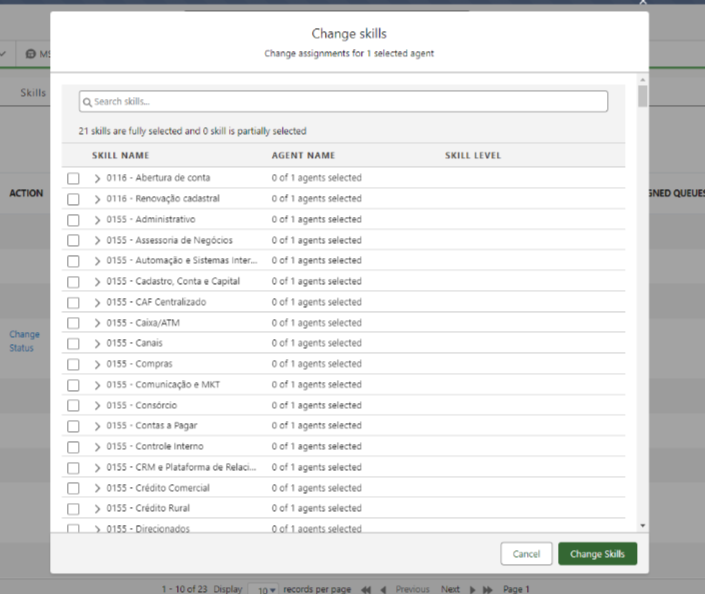 Change skills
Change assignments for 1 selected agent
Skills
Search skills...
21 skills are fully selected and 0 skill is partially selected
SKILL NAME AGENT NAME SKILL LEVEL
0116 - Abertura de conta 0 of 1 agents selected
ACTION 0116 - Renovação cadastral 0 of 1 agents selected
0155 - Administrativo 0 of 1 agents selected
0155 - Assessoria de Negócios 0 of 1 agents selected
0155 - Automação e Sistemas Inter... 0 of 1 agents selected
0155 - Cadastro, Conta e Capital 0 of 1 agents selected
0155 - CAF Centralizado 0 of 1 agents selected
0155 - Caixa/ATM 0 of 1 agents selected
Change
Status
0155 - Canais 0 of 1 agents selected
0155 - Compras 0 of 1 agents selected
0155 - Comunicação e MKT 0 of 1 agents selected
0155 - Consórcio 0 of 1 agents selected
0155 - Contas a Pagar 0 of 1 agents selected
0155 - Controle Interno 0 of 1 agents selected
0155 - CRM e Plataforma de Relaci... 0 of 1 agents selected
0155 - Crédito Comercial 0 of 1 agents selected
0155 - Crédito Rural 0 of 1 agents selected
0155 - Direcionados 0 of 1 agents selected
Cancel Change Skills
1 - 10 of 23 Display 10 records per page Previous Next Page 1